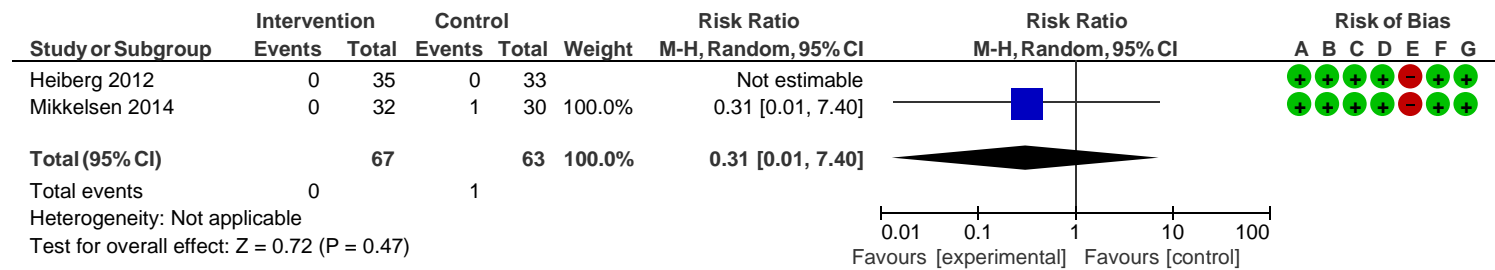 Intervention Control Risk Ratio Risk Ratio Risk of Bias
Study or Subgroup Events Total Events Total Weight M-H, Random, 95% CI M-H, Random, 95% CI A B C D E F G
Heiberg 2012 0 35 0 33 Not estimable + + + + − + +
Mikkelsen 2014 0 32 1 30 100.0% 0.31 [0.01, 7.40] + + + + − + +
Total (95% CI) 67 63 100.0% 0.31 [0.01, 7.40]
Total events 0 1
Heterogeneity: Not applicable
Test for overall effect: Z = 0.72 (P = 0.47)
0.01 0.1 1 10 100
Favours [experimental] Favours [control]